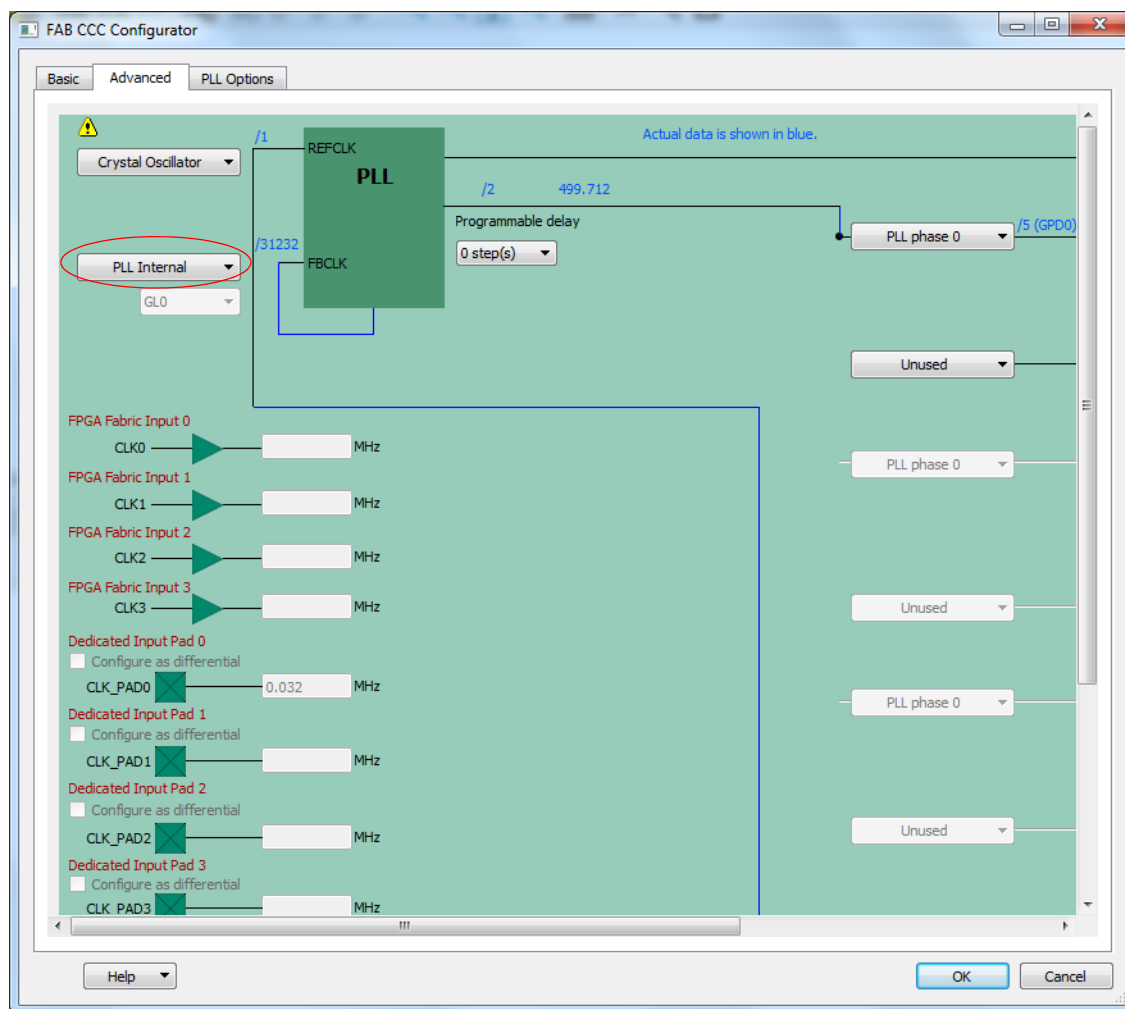 FAB CCC Configurator
Basic Advanced PLL Options
Actual data is shown in blue.
/1
Crystal Oscillator
REFCLK
PLL
/2 499.712
Programmable delay
0 step(s)
PLL phase 0
/5 (GPD0)
/31232
PLL Internal
FBCLK
GL0
Unused
FPGA Fabric Input 0
CLK0 MHz
PLL phase 0
FPGA Fabric Input 1
CLK1 MHz
FPGA Fabric Input 2
CLK2 MHz
FPGA Fabric Input 3
CLK3 MHz
Unused
Dedicated Input Pad 0
Configure as differential
CLK_PAD0 0.032 MHz
PLL phase 0
Dedicated Input Pad 1
Configure as differential
CLK_PAD1 MHz
Dedicated Input Pad 2
Configure as differential
CLK_PAD2 MHz
Unused
Dedicated Input Pad 3
Configure as differential
CLK_PAD3 MHz
Help OK Cancel